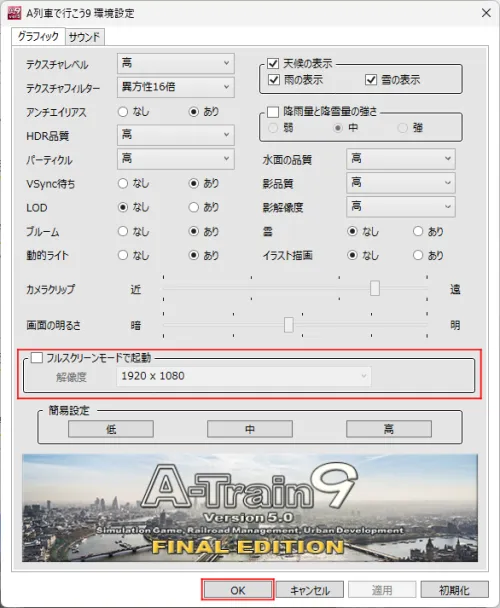 A列車で行こう9 環境設定
グラフィック サウンド
テクスチャレベル 高
テクスチャフィルター 異方性16倍
アンチエイリアス なし あり
HDR品質 高
パーティクル 高
VSync待ち なし あり
LOD なし あり
ブルーム なし あり
動的ライト なし あり
天候の表示
雨の表示 雪の表示
降雨量と降雪量の強さ
弱 中 強
水面の品質 高
影品質 高
影解像度 高
雲 なし あり
イラスト描画 なし あり
カメラクリップ 近 遠
画面の明るさ 暗 明
フルスクリーンモードで起動
解像度 1920 x 1080
簡易設定
低 中 高
A-Train9
Version 5.0
Simulation Game, Railroad Management, Urban Development
FINAL EDITION
OK キャンセル 適用 初期化